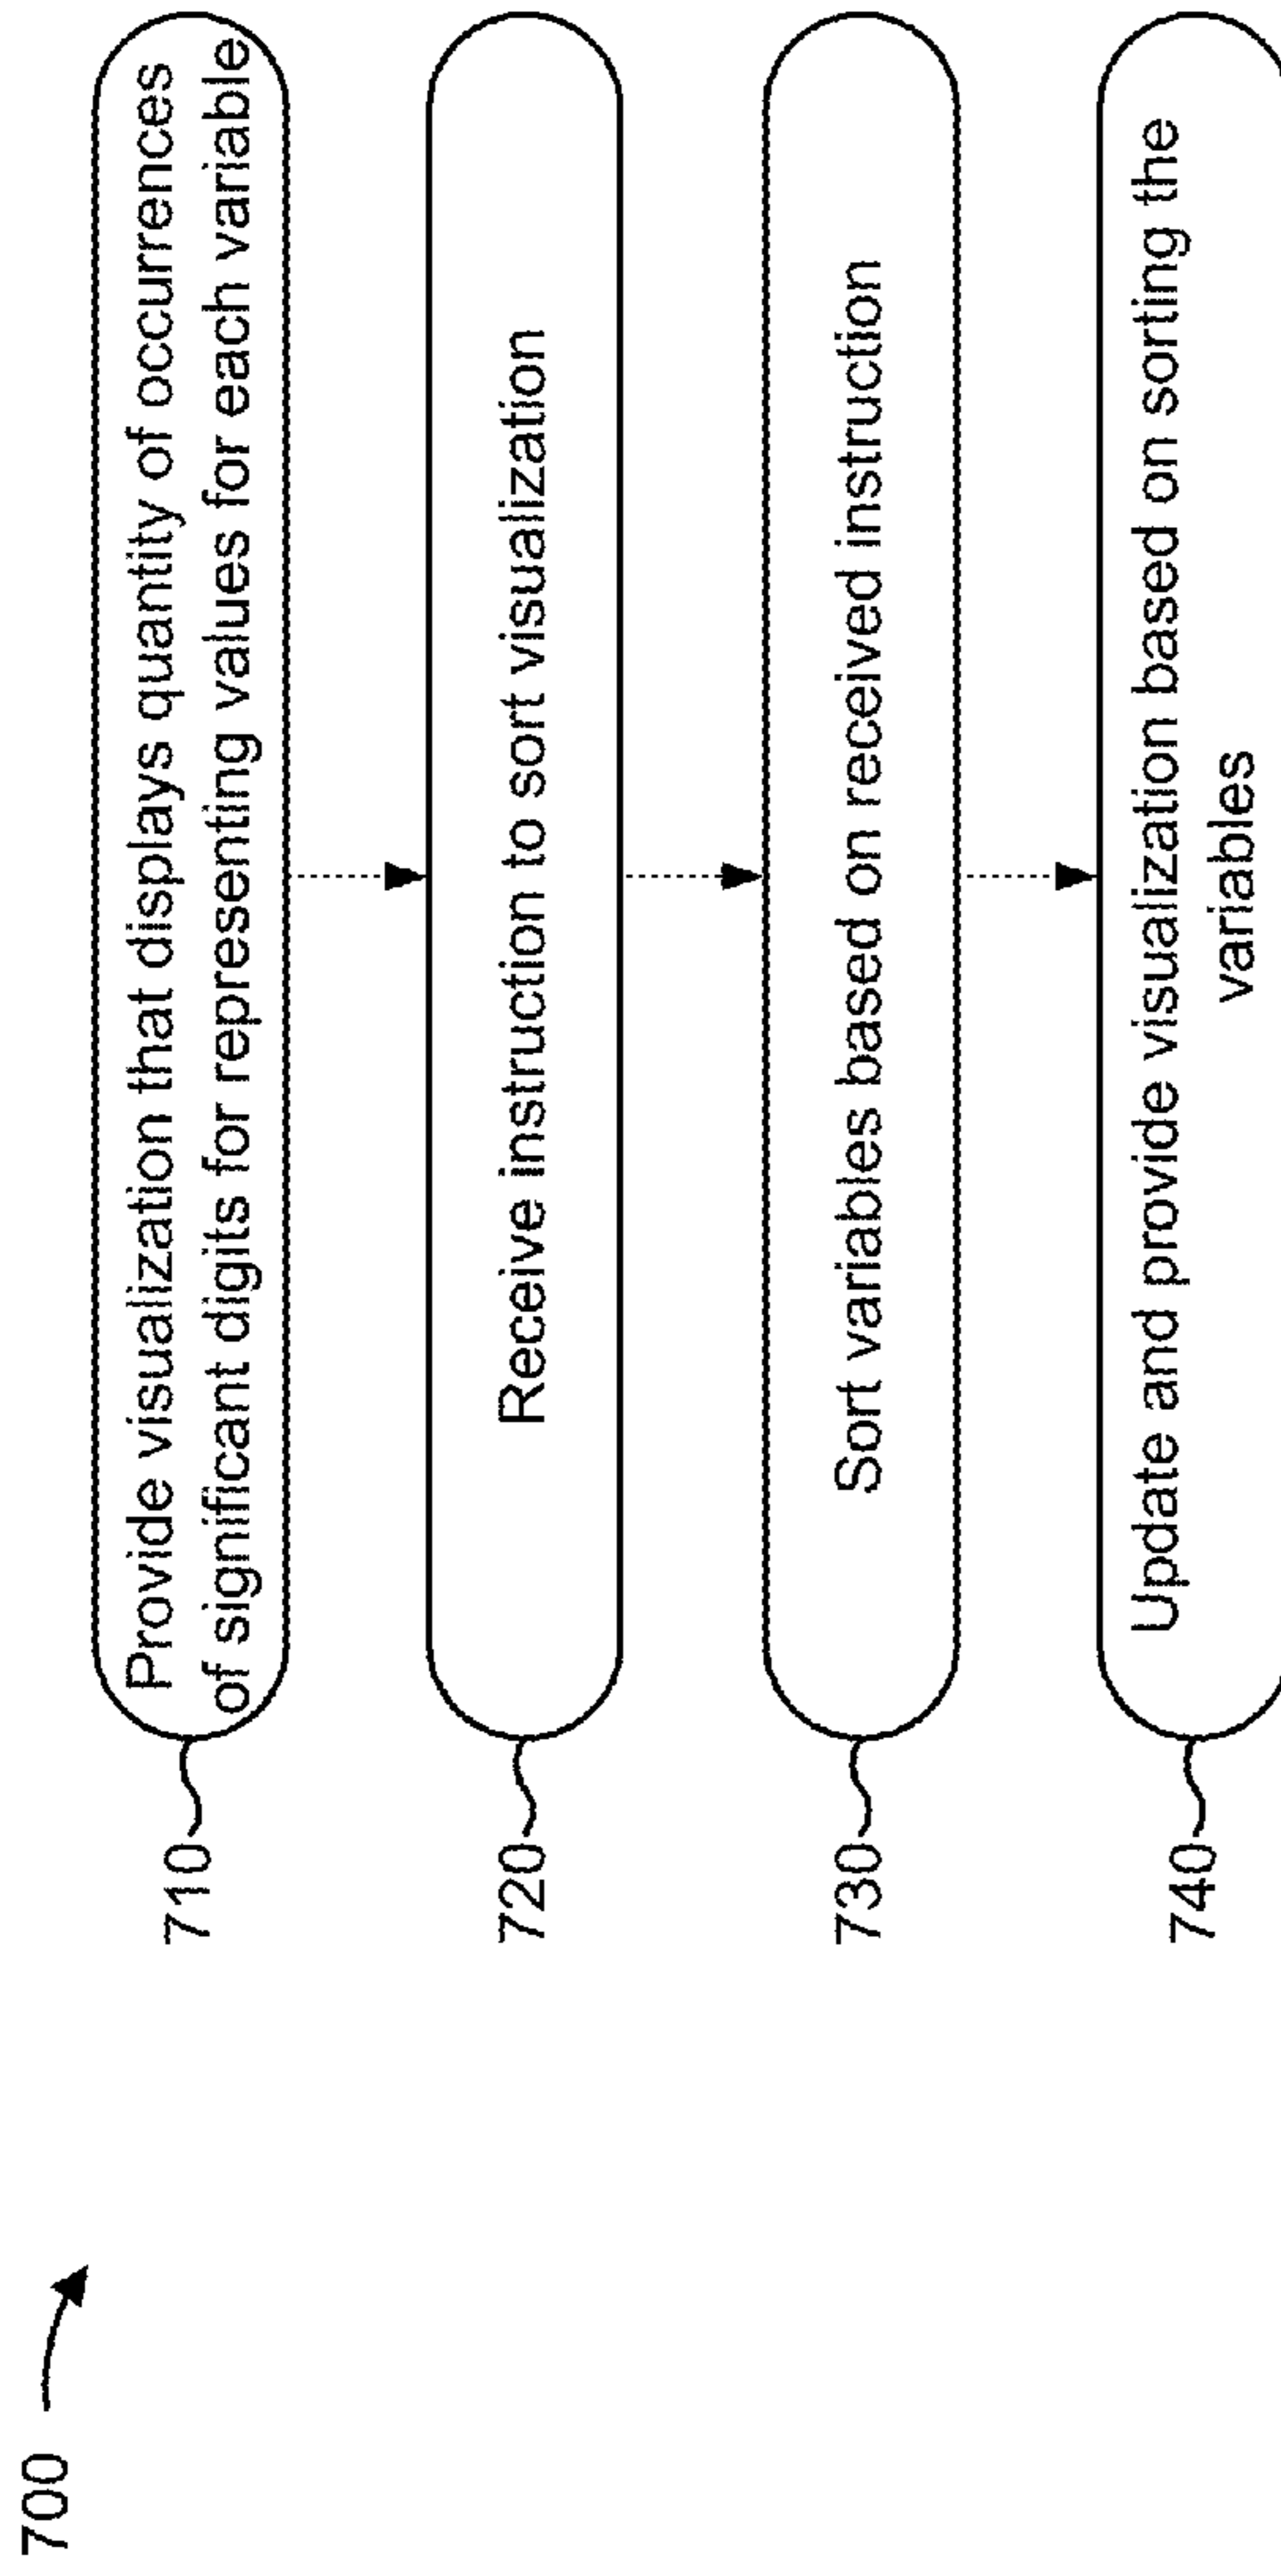 700
710
Provide visualization that displays quantity of occurrences
of significant digits for representing values for each variable
720
Receive instruction to sort visualization
730
Sort variables based on received instruction
740
Update and provide visualization based on sorting the
variables